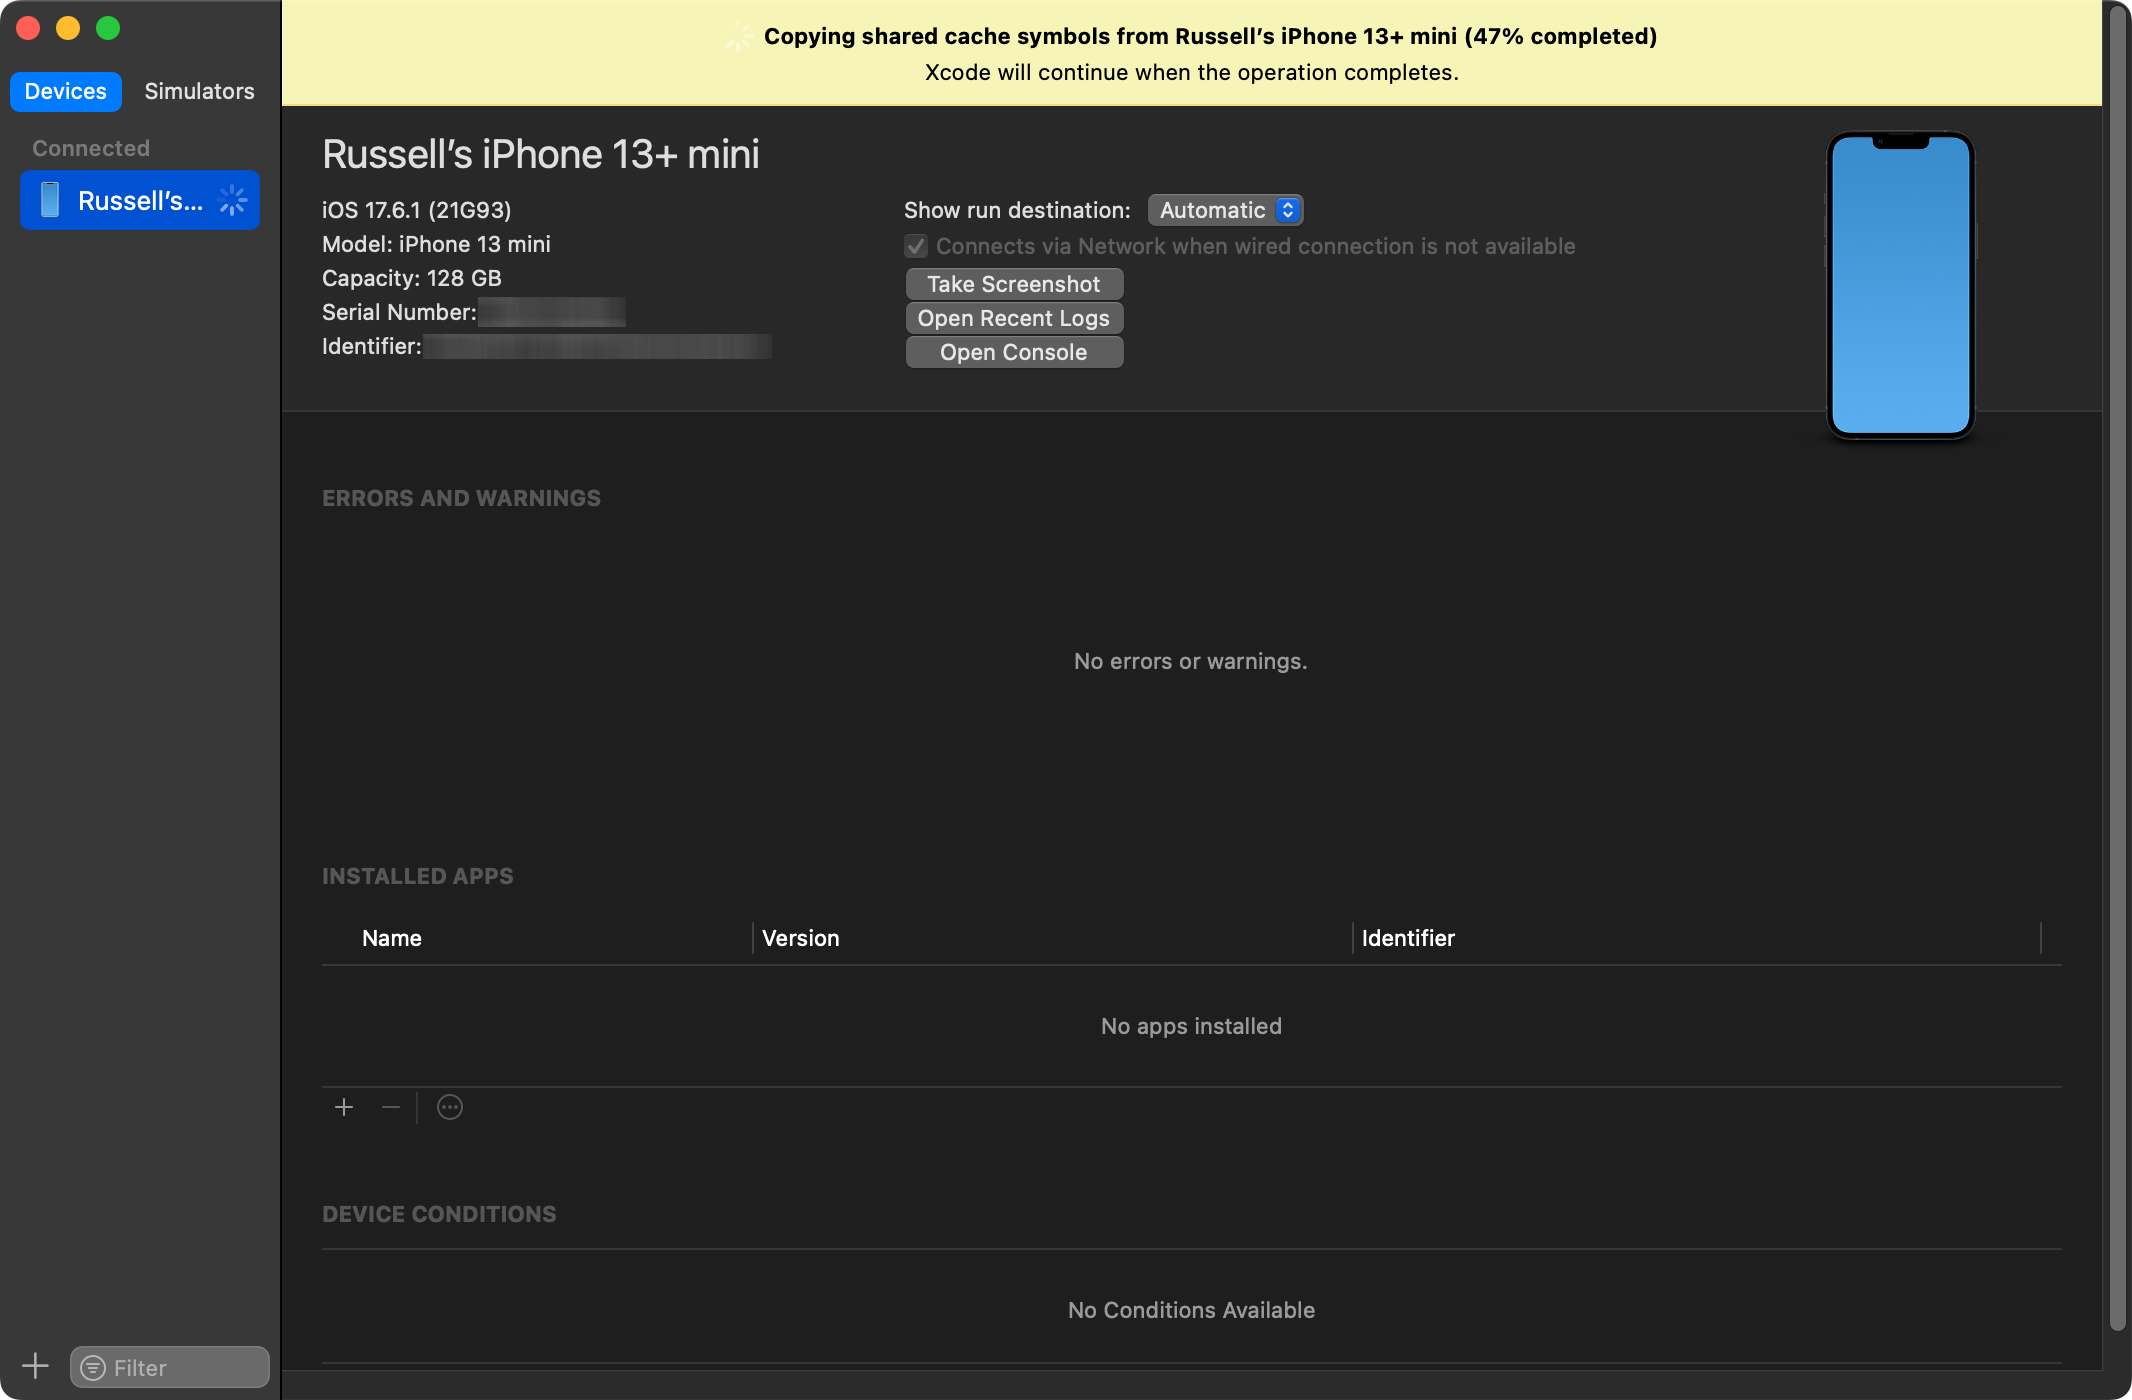 Copying shared cache symbols from Russell’s iPhone 13+ mini (47% completed)
Xcode will continue when the operation completes.
Devices
Simulators
Connected
Russell’s...
Russell’s iPhone 13+ mini
iOS 17.6.1 (21G93)
Model: iPhone 13 mini
Capacity: 128 GB
Serial Number:
Identifier:
Show run destination: Automatic
Connects via Network when wired connection is not available
Take Screenshot
Open Recent Logs
Open Console
ERRORS AND WARNINGS
No errors or warnings.
INSTALLED APPS
Name Version Identifier
No apps installed
DEVICE CONDITIONS
No Conditions Available
Filter